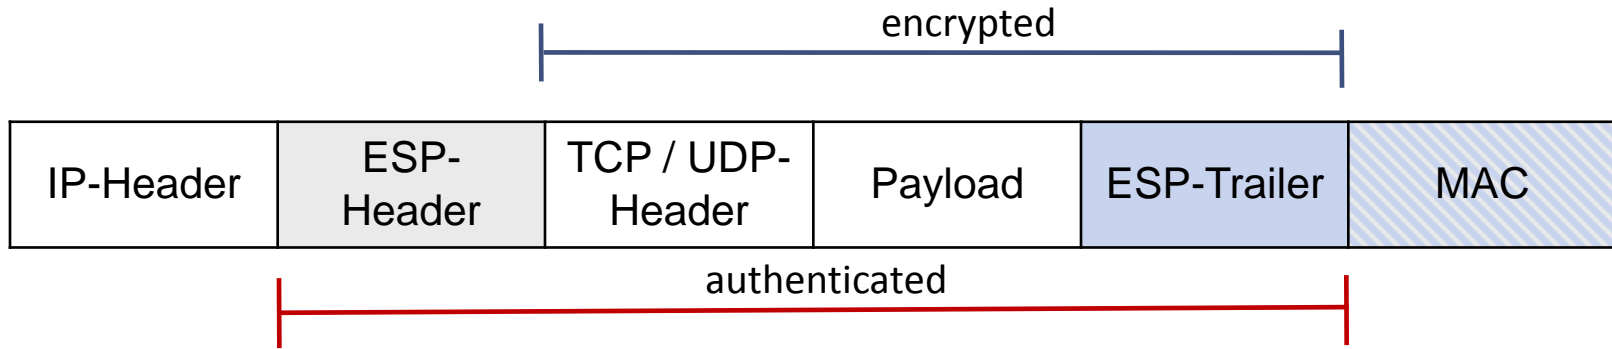 encrypted
IP-Header
ESP-
Header
TCP / UDP-
Header
Payload
ESP-Trailer
MAC
authenticated